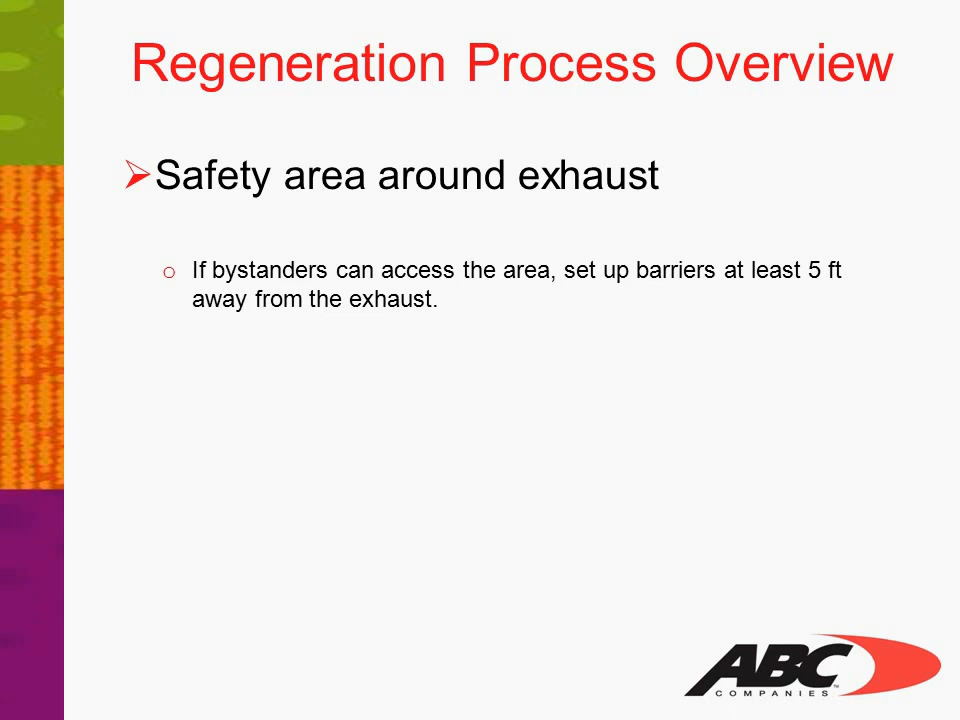 Regeneration Process Overview
Safety area around exhaust
If bystanders can access the area, set up barriers at least 5 ft
away from the exhaust.
ABC
COMPANIES™